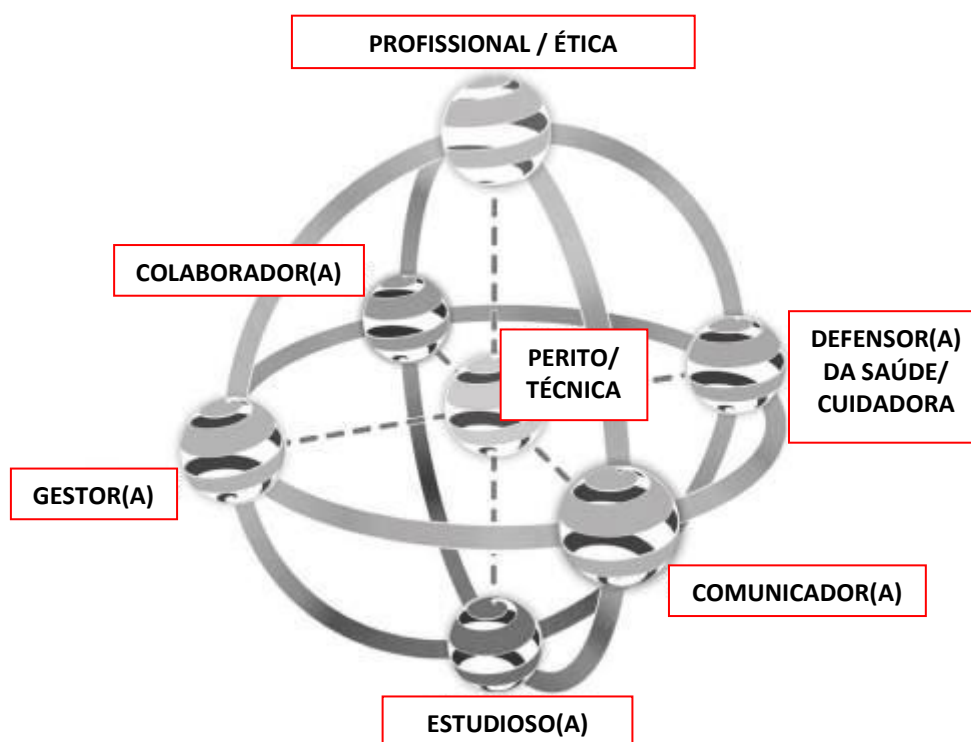 PROFISSIONAL / ÉTICA
COLABORADOR(A)
PERITO/
TÉCNICA
DEFENSOR(A)
DA SAÚDE/
CUIDADORA
GESTOR(A)
COMUNICADOR(A)
ESTUDIOSO(A)